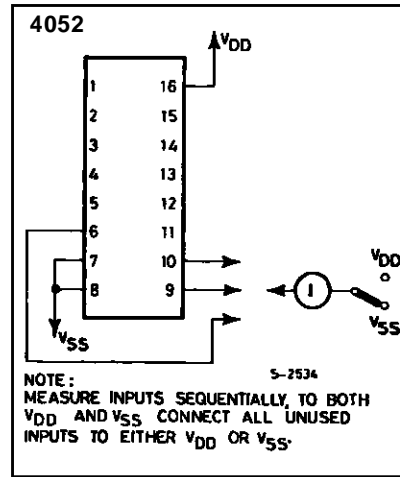 4052
VDD
1 16
2 15
3 14
4 13
5 12
6 11
7 10
8 9
VDD
I
VSS
VSS
S-2534
NOTE:
MEASURE INPUTS SEQUENTIALLY, TO BOTH
VDD AND VSS CONNECT ALL UNUSED
INPUTS TO EITHER VDD OR VSS.